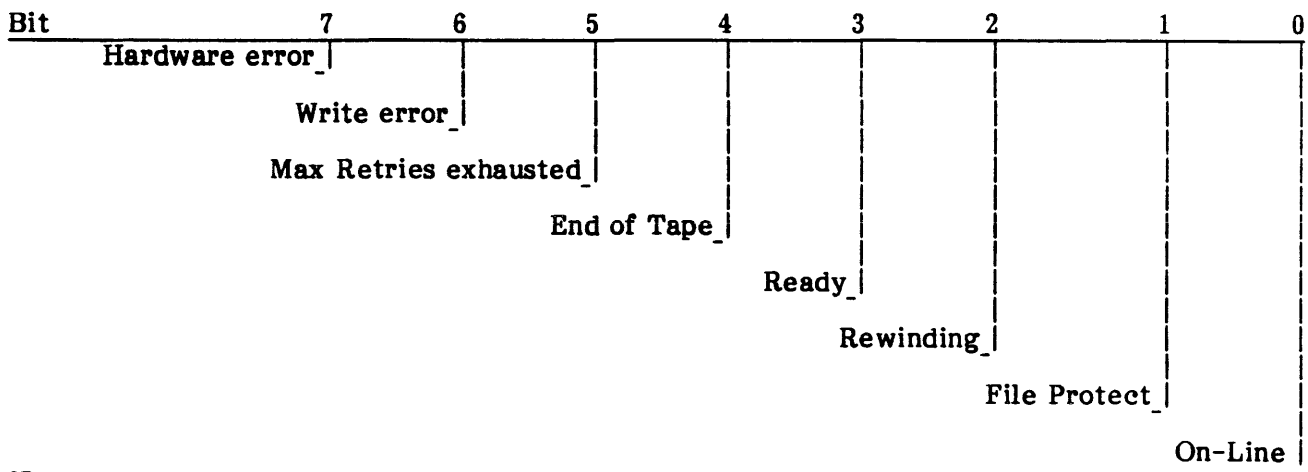 Bit 7 6 5 4 3 2 1 0
Hardware error
Write error
Max Retries exhausted
End of Tape
Ready
Rewinding
File Protect
On-Line